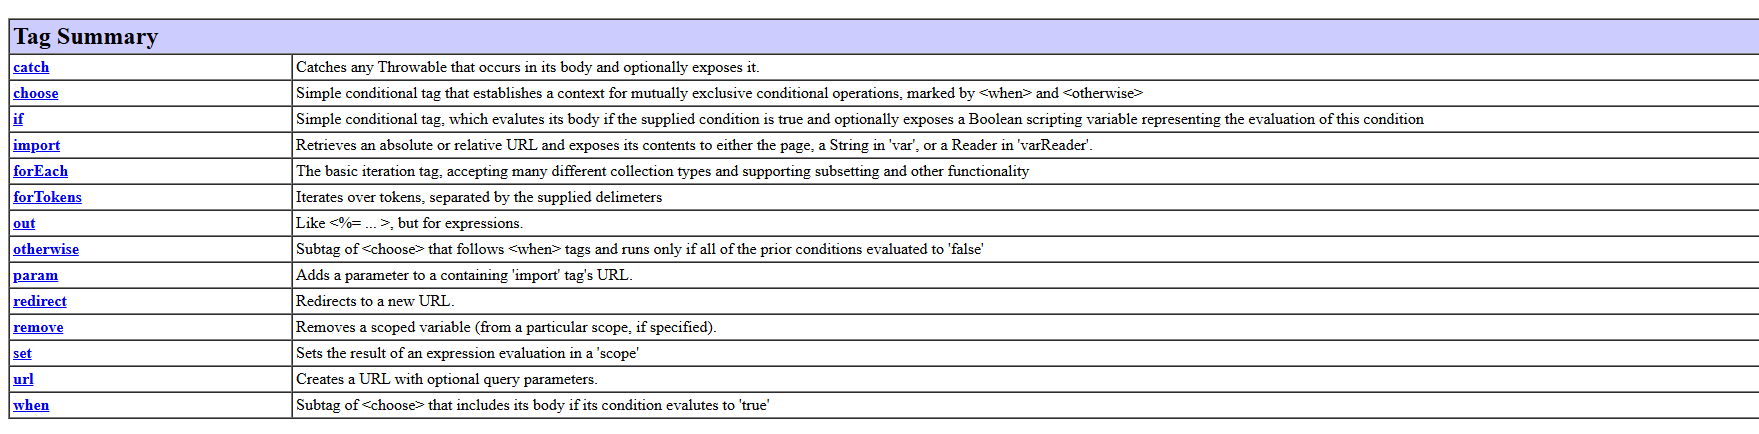 Tag Summary
catch Catches any Throwable that occurs in its body and optionally exposes it.
choose Simple conditional tag that establishes a context for mutually exclusive conditional operations, marked by <when> and <otherwise>
if Simple conditional tag, which evalutes its body if the supplied condition is true and optionally exposes a Boolean scripting variable representing the evaluation of this condition
import Retrieves an absolute or relative URL and exposes its contents to either the page, a String in 'var', or a Reader in 'varReader'.
forEach The basic iteration tag, accepting many different collection types and supporting subsetting and other functionality
forTokens Iterates over tokens, separated by the supplied delimeters
out Like <%= ... >, but for expressions.
otherwise Subtag of <choose> that follows <when> tags and runs only if all of the prior conditions evaluated to 'false'
param Adds a parameter to a containing 'import' tag's URL.
redirect Redirects to a new URL.
remove Removes a scoped variable (from a particular scope, if specified).
set Sets the result of an expression evaluation in a 'scope'
url Creates a URL with optional query parameters.
when Subtag of <choose> that includes its body if its condition evalutes to 'true'